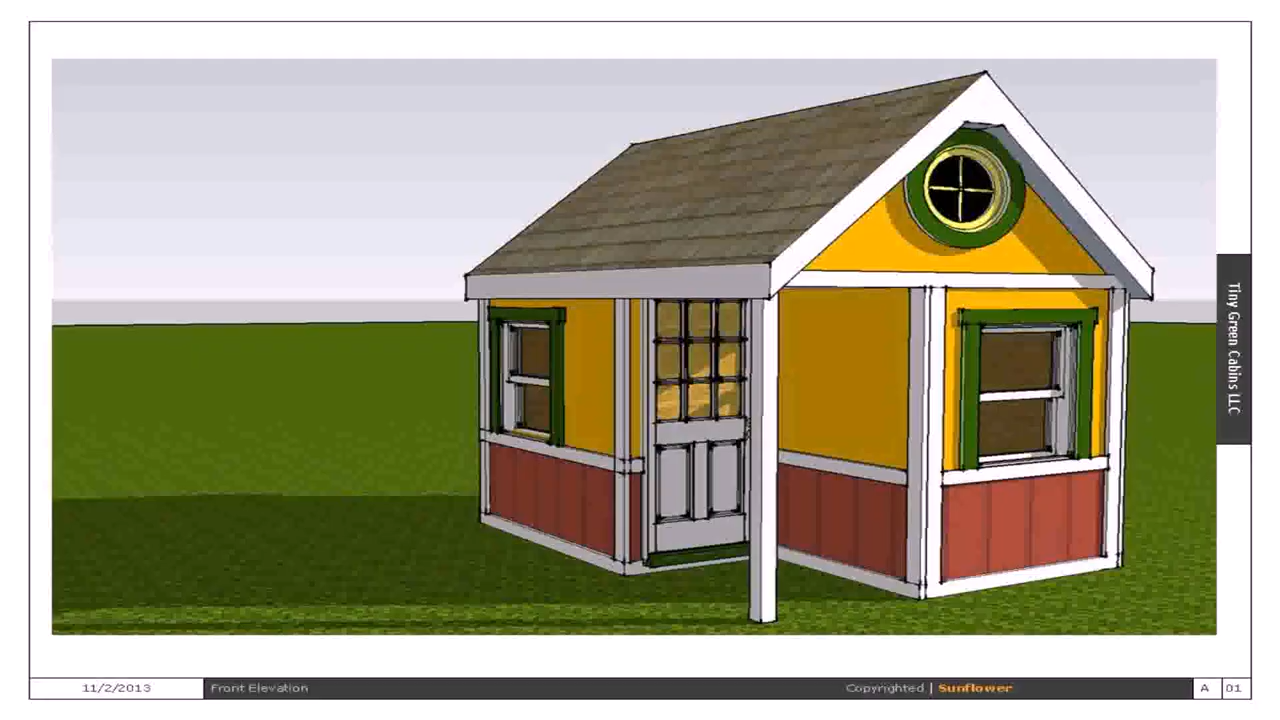 Tiny Green Cabins LLC
11/2/2013 Front Elevation Copyrighted | Sunflower A 01